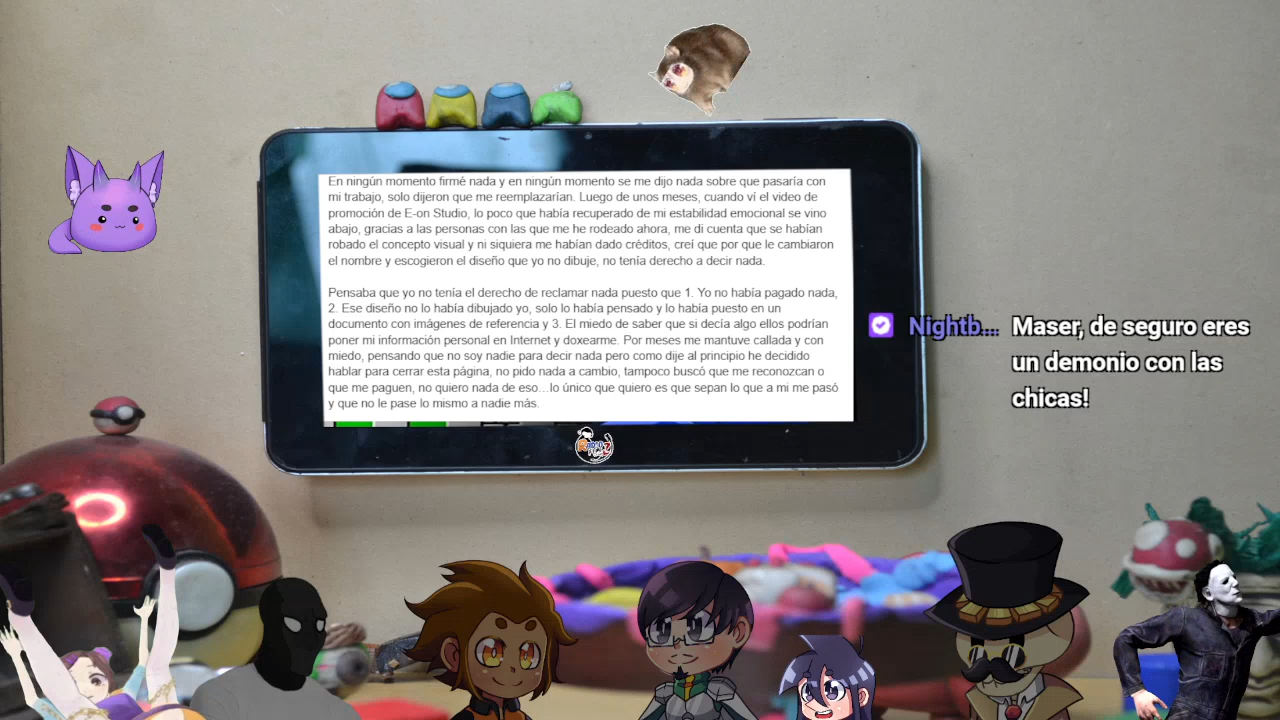 En ningún momento firmé nada y en ningún momento se me dijo nada sobre que pasaría con
mi trabajo, solo dijeron que me reemplazarían. Luego de unos meses, cuando ví el video de
promoción de E-on Studio, lo poco que había recuperado de mi estabilidad emocional se vino
abajo, gracias a las personas con las que me he rodeado ahora, me di cuenta que se habían
robado el concepto visual y ni siquiera me habían dado créditos, creí que por que le cambiaron
el nombre y escogieron el diseño que yo no dibuje, no tenía derecho a decir nada.
Pensaba que yo no tenía el derecho de reclamar nada puesto que 1. Yo no había pagado nada,
2. Ese diseño no lo había dibujado yo, solo lo había pensado y lo había puesto en un
documento con imágenes de referencia y 3. El miedo de saber que si decía algo ellos podrían
poner mi información personal en Internet y doxearme. Por meses me mantuve callada y con
miedo, pensando que no soy nadie para decir nada pero como dije al principio he decidido
hablar para cerrar esta página, no pido nada a cambio, tampoco buscó que me reconozcan o
que me paguen, no quiero nada de eso…lo único que quiero es que sepan lo que a mi me pasó
y que no le pase lo mismo a nadie más.
Nightb... Maser, de seguro eres
un demonio con las
chicas!